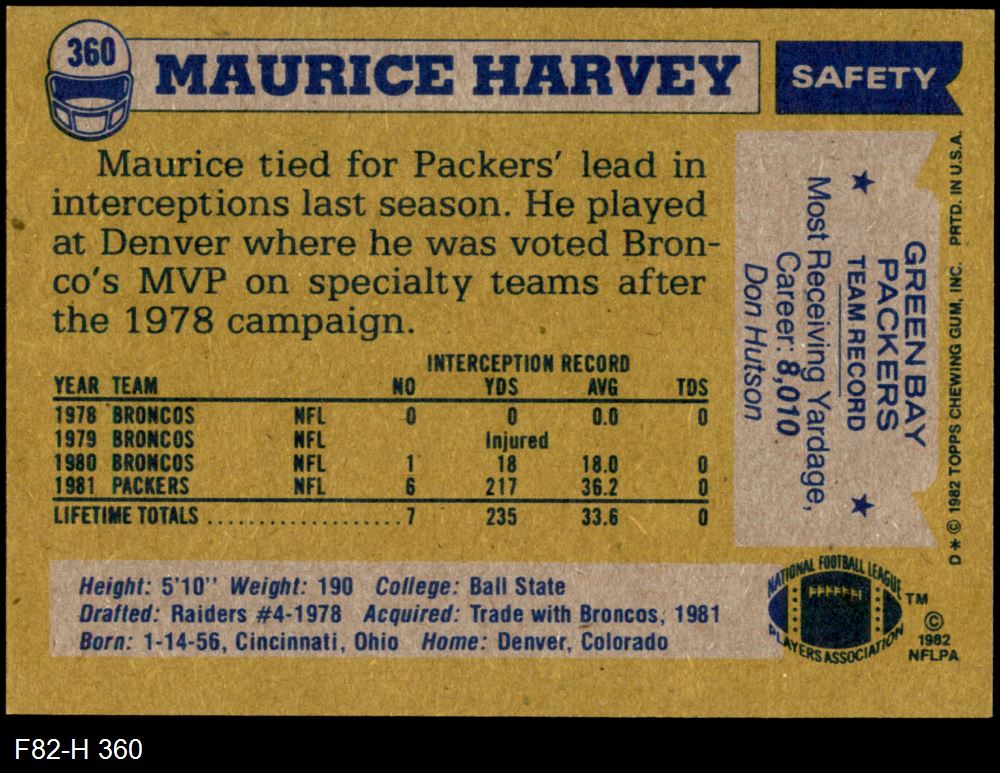 360
MAURICE HARVEY
SAFETY
Maurice tied for Packers' lead in
interceptions last season. He played
at Denver where he was voted Bron-
co's MVP on specialty teams after
the 1978 campaign.
INTERCEPTION RECORD
YEAR TEAM NO YDS AVG TDS
1978 BRONCOS NFL 0 0 0.0 0
1979 BRONCOS NFL Injured
1980 BRONCOS NFL 1 18 18.0 0
1981 PACKERS NFL 6 217 36.2 0
LIFETIME TOTALS ................... 7 235 33.6 0
Height: 5'10" Weight: 190 College: Ball State
Drafted: Raiders #4-1978 Acquired: Trade with Broncos, 1981
Born: 1-14-56, Cincinnati, Ohio Home: Denver, Colorado
GREEN BAY
PACKERS
★ TEAM RECORD ★
Most Receiving Yardage,
Career: 8,010
Don Hutson
D* © 1982 TOPPS CHEWING GUM, INC. PRTD. IN U.S.A.
NATIONAL FOOTBALL LEAGUE
PLAYERS ASSOCIATION
TM
©
1982
NFLPA
F82-H 360